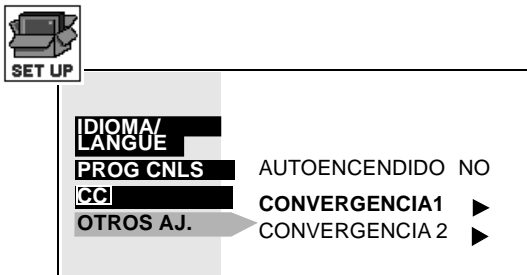 SET UP
IDIOMA/
LANGUE
PROG CNLS
CC
OTROS AJ.
AUTOENCENDIDO NO
CONVERGENCIA1
CONVERGENCIA 2